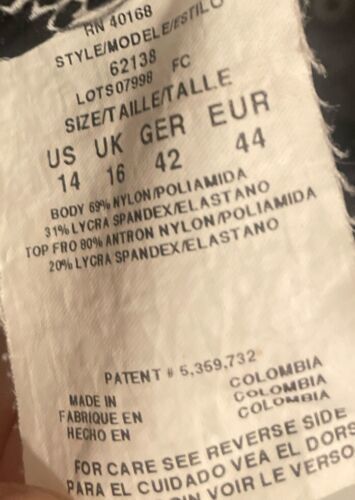 RN 40168
STYLE/MODELE/ESTILO
62138 FC
LOTS07998
SIZE/TAILLE/TALLE
US UK GER EUR
14 16 42 44
BODY 69% NYLON/POLIAMIDA
31% LYCRA SPANDEX/ELASTANO
TOP FRO 80% ANTRON NYLON/POLIAMIDA
20% LYCRA SPANDEX/ELASTANO
PATENT # 5,359,732
MADE IN COLOMBIA
FABRIQUE EN COLOMBIA
HECHO EN COLOMBIA
FOR CARE SEE REVERSE SIDE
PARA EL CUIDADO VEA EL DORS
VOIR LE VERSO